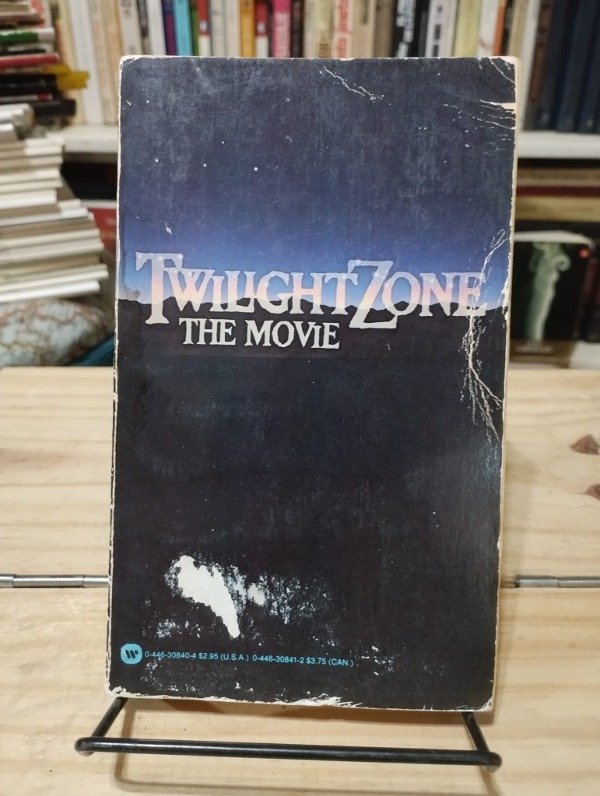 TWILIGHT ZONE
THE MOVIE
W 0-446-30840-4 $2.95 (U.S.A.) 0-446-30841-2 $3.75 (CAN.)